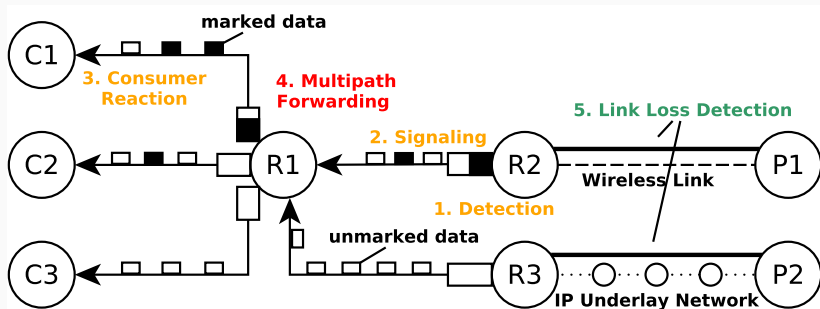 marked data
C1
3. Consumer
Reaction
4. Multipath
Forwarding
5. Link Loss Detection
2. Signaling
C2
R1
R2
P1
Wireless Link
1. Detection
unmarked data
C3
R3
P2
IP Underlay Network